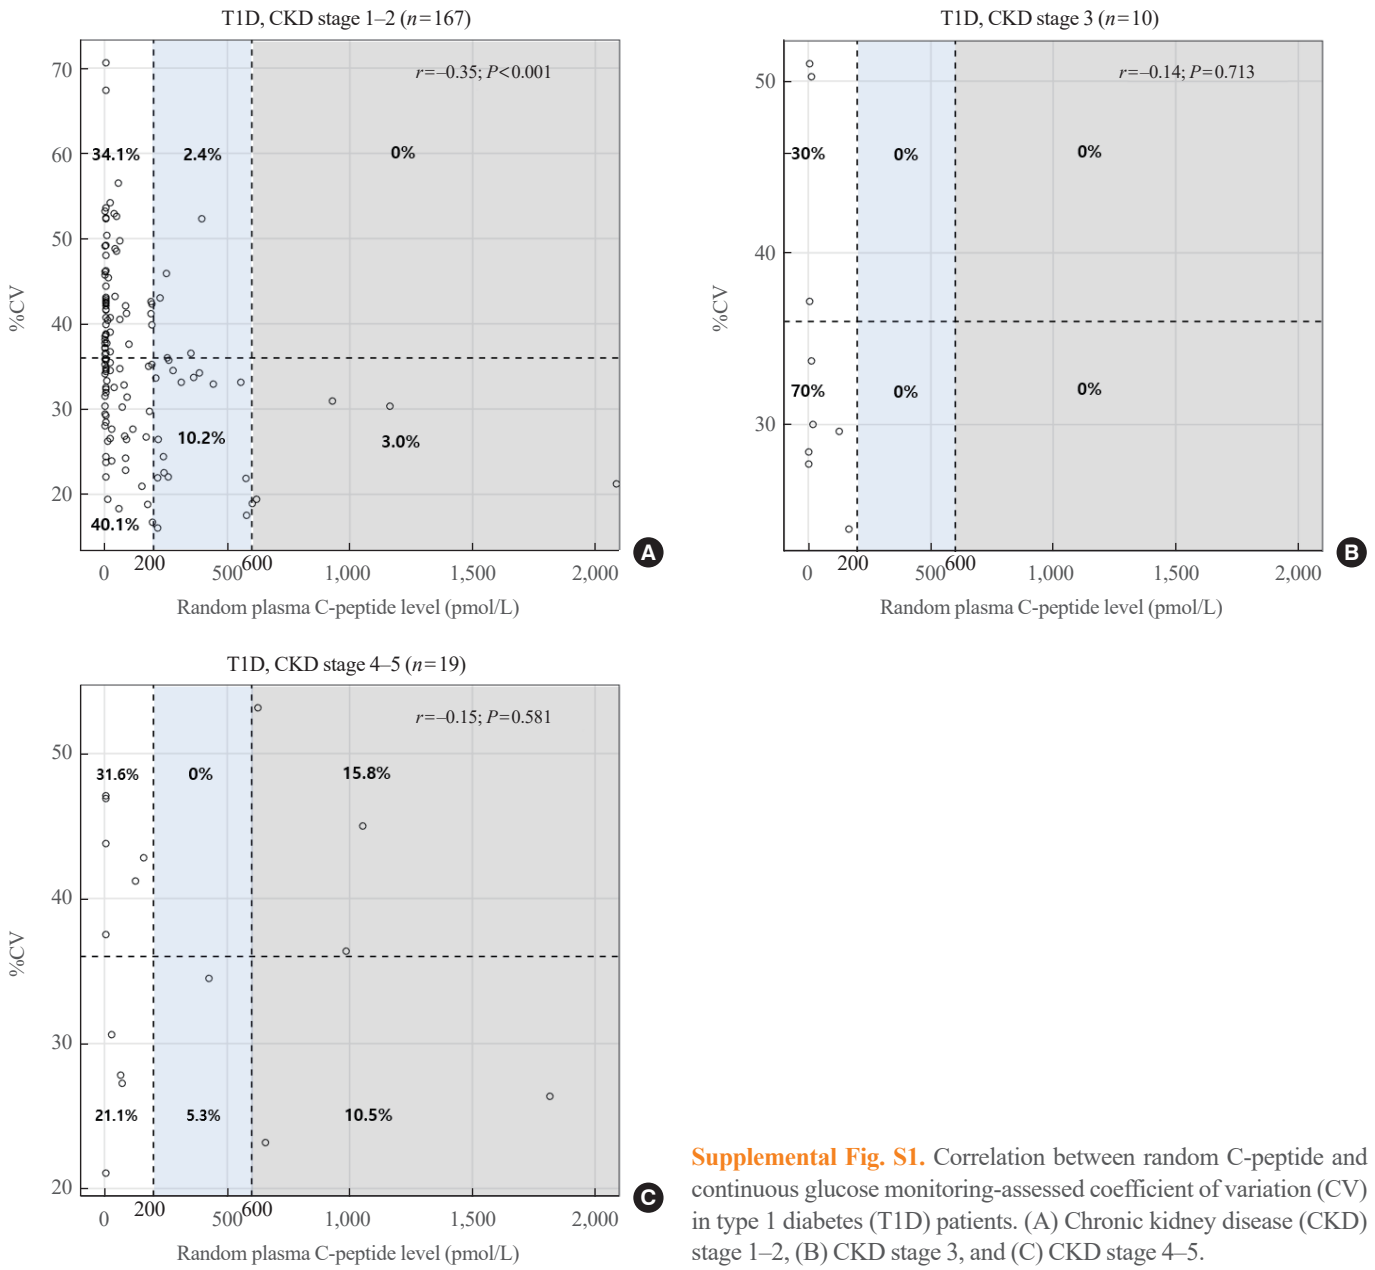 T1D, CKD stage 1–2 (n=167)
r=–0.35; P<0.001
34.1%
2.4%
0%
40.1%
10.2%
3.0%
70
60
50
40
30
20
%CV
0
200
500
600
1,000
1,500
2,000
Random plasma C-peptide level (pmol/L)
A
T1D, CKD stage 3 (n=10)
r=–0.14; P=0.713
30%
0%
0%
70%
0%
0%
50
40
30
%CV
0
200
500
600
1,000
1,500
2,000
Random plasma C-peptide level (pmol/L)
B
T1D, CKD stage 4–5 (n=19)
r=–0.15; P=0.581
31.6%
0%
15.8%
21.1%
5.3%
10.5%
50
40
30
20
%CV
0
200
500
600
1,000
1,500
2,000
Random plasma C-peptide level (pmol/L)
C
Supplemental Fig. S1. Correlation between random C-peptide and
continuous glucose monitoring-assessed coefficient of variation (CV)
in type 1 diabetes (T1D) patients. (A) Chronic kidney disease (CKD)
stage 1–2, (B) CKD stage 3, and (C) CKD stage 4–5.